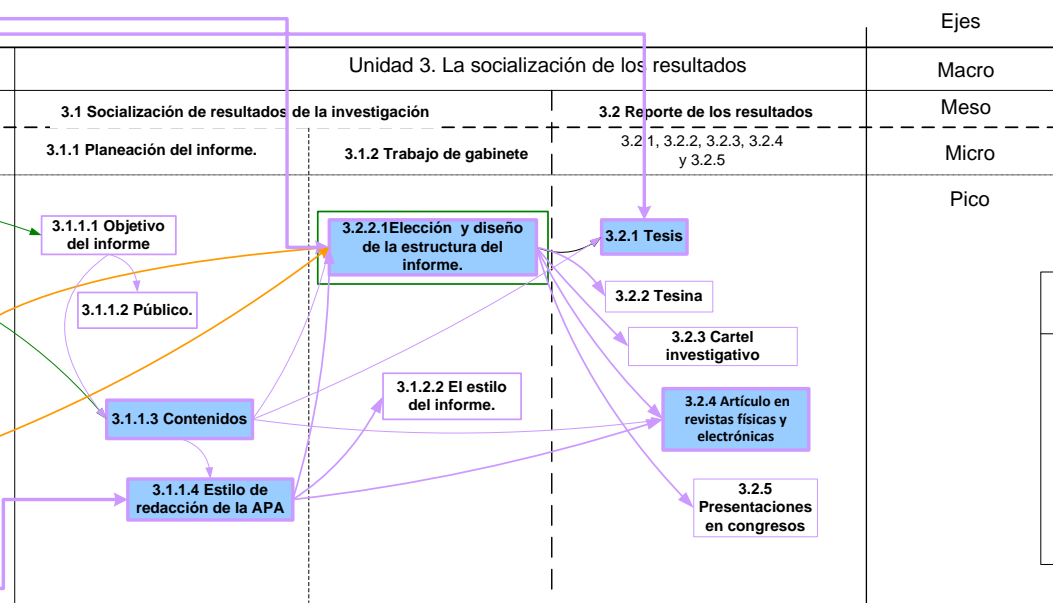 Ejes
Unidad 3. La socialización de los resultados
Macro
3.1 Socialización de resultados de la investigación
3.2 Reporte de los resultados
Meso
3.1.1 Planeación del informe.
3.1.2 Trabajo de gabinete
3.2.1, 3.2.2, 3.2.3, 3.2.4
y 3.2.5
Micro
Pico
3.1.1.1 Objetivo
del informe
3.1.1.2 Público.
3.1.1.3 Contenidos
3.1.1.4 Estilo de
redacción de la APA
3.2.2.1Elección y diseño
de la estructura del
informe.
3.1.2.2 El estilo
del informe.
3.2.1 Tesis
3.2.2 Tesina
3.2.3 Cartel
investigativo
3.2.4 Artículo en
revistas físicas y
electrónicas
3.2.5
Presentaciones
en congresos